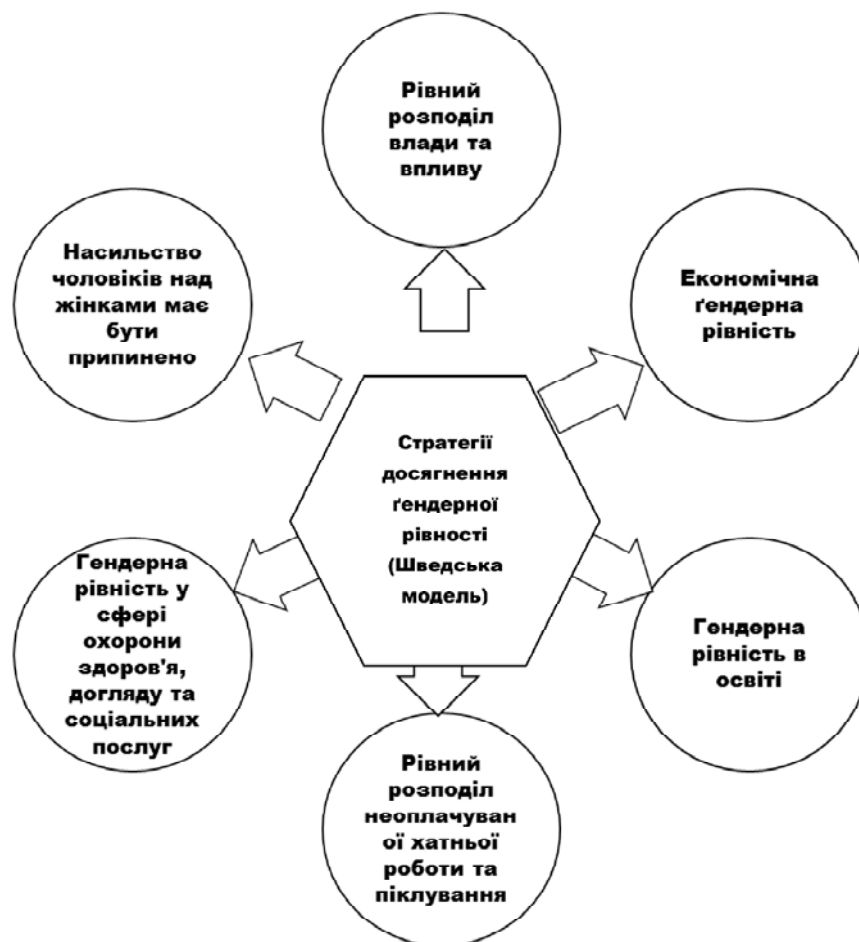 Рівний
розподіл
влади та
впливу
Насильство
чоловіків над
жінками має
бути
припинено
Економічна
ґендерна
рівність
Стратегії
досягнення
ґендерної
рівності
(Шведська
модель)
Гендерна
рівність у
сфері
охорони
здоров'я,
догляду та
соціальних
послуг
Гендерна
рівність в
освіті
Рівний
розподіл
неоплачуван
ої хатньої
роботи та
піклування